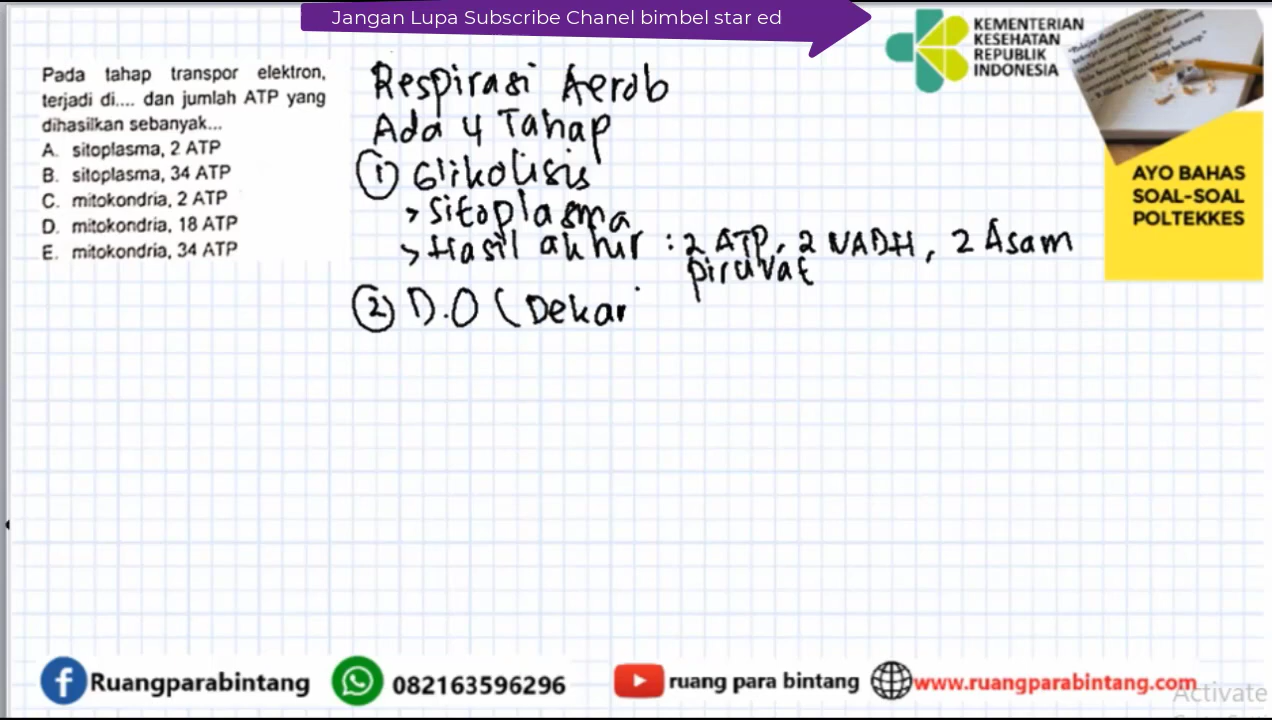 Jangan Lupa Subscribe Chanel bimbel star ed
KEMENTERIAN
KESEHATAN
REPUBLIK
INDONESIA
Pada tahap transpor elektron,
terjadi di.... dan jumlah ATP yang
dihasilkan sebanyak...
A. sitoplasma, 2 ATP
B. sitoplasma, 34 ATP
C. mitokondria, 2 ATP
D. mitokondria, 18 ATP
E. mitokondria, 34 ATP
Respirasi Aerob
Ada 4 Tahap
① Glikolisis
> Sitoplasma
> Hasil akhir : 2 ATP, 2 NADH, 2 Asam
piruvat
② D.O ( Dekar
AYO BAHAS
SOAL-SOAL
POLTEKKES
Ruangparabintang
082163596296
ruang para bintang
www.ruangparabintang.com
Activate